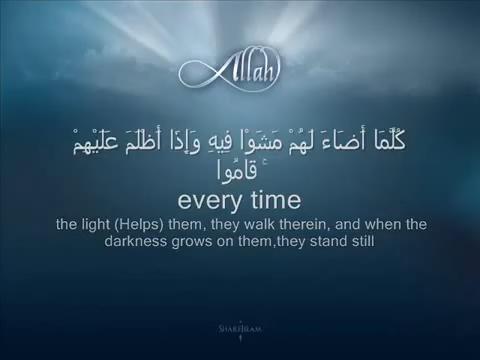 Allah
كُلَّمَا أَضَاءَ لَهُمْ مَشَوْا فِيهِ وَإِذَا أَظْلَمَ عَلَيْهِمْ
قَامُوا ۚ
every time
the light (Helps) them, they walk therein, and when the
darkness grows on them,they stand still
SHAREISLAM